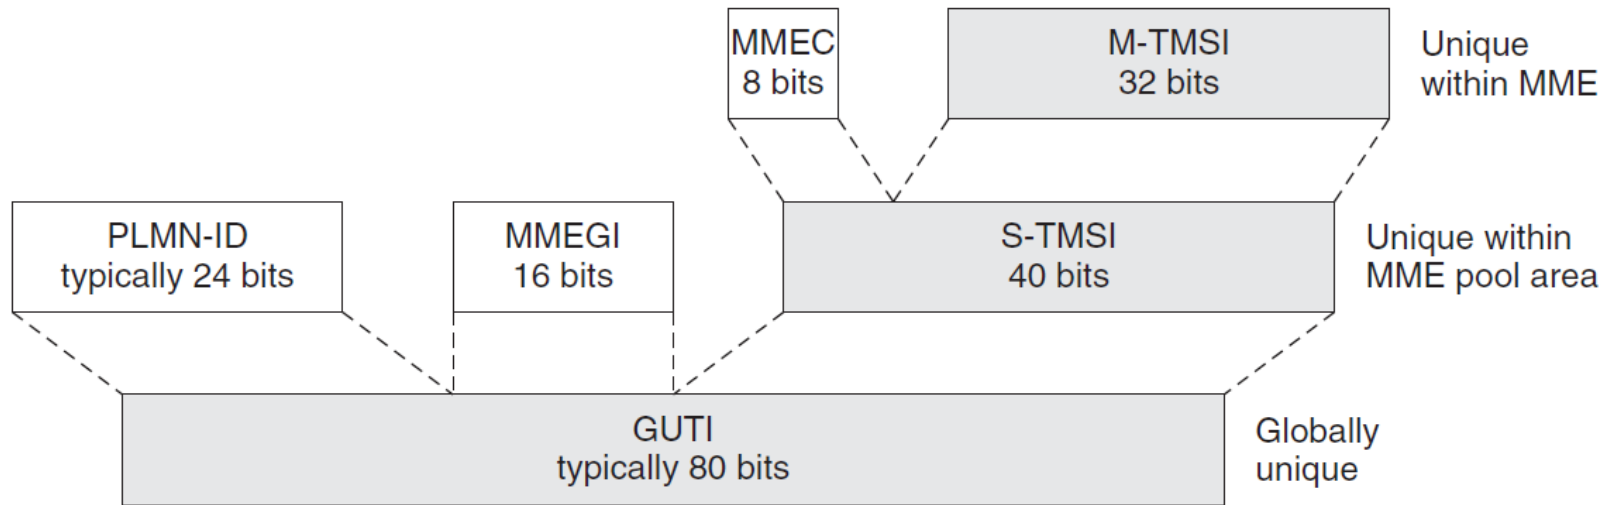 MMEC
8 bits
M-TMSI
32 bits
Unique
within MME
PLMN-ID
typically 24 bits
MMEGI
16 bits
S-TMSI
40 bits
Unique within
MME pool area
GUTI
typically 80 bits
Globally
unique